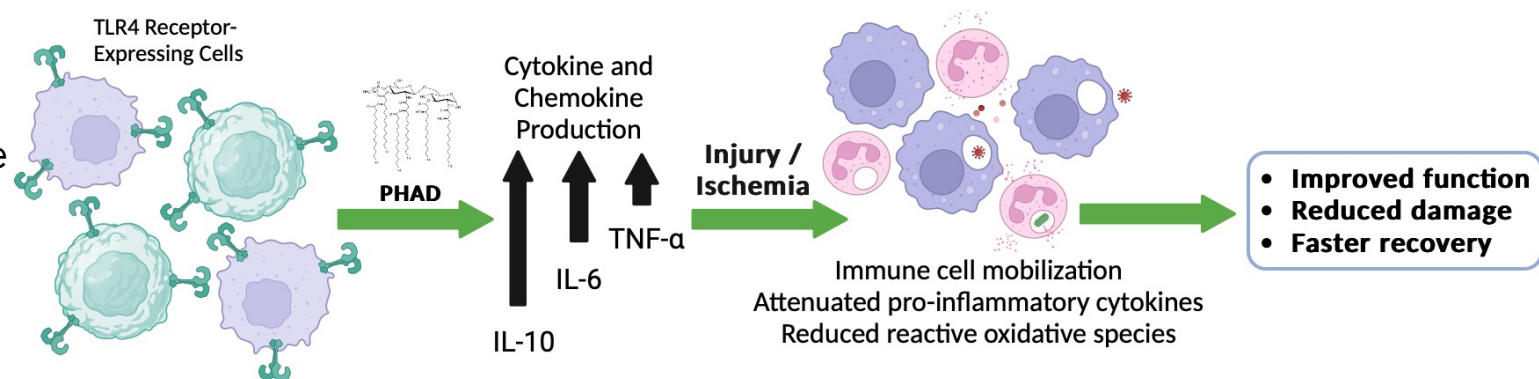 TLR4 Receptor-
Expressing Cells
e
PHAD
Cytokine and
Chemokine
Production
IL-10
IL-6
TNF-α
Injury /
Ischemia
Immune cell mobilization
Attenuated pro-inflammatory cytokines
Reduced reactive oxidative species
• Improved function
• Reduced damage
• Faster recovery